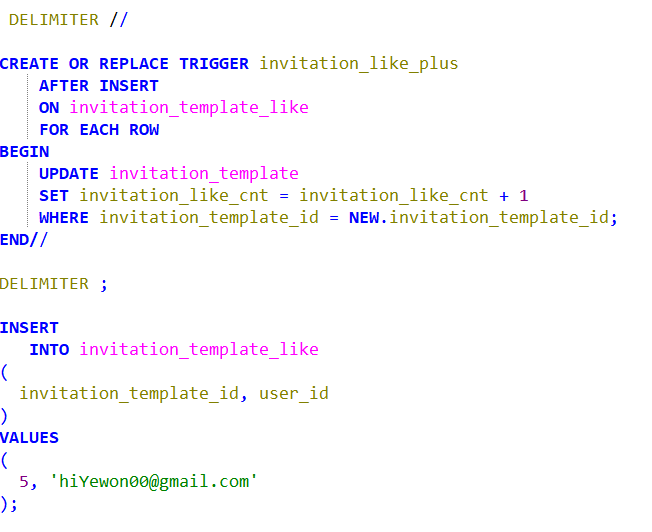 DELIMITER //
CREATE OR REPLACE TRIGGER invitation_like_plus
AFTER INSERT
ON invitation_template_like
FOR EACH ROW
BEGIN
UPDATE invitation_template
SET invitation_like_cnt = invitation_like_cnt + 1
WHERE invitation_template_id = NEW.invitation_template_id;
END//
DELIMITER ;
INSERT
INTO invitation_template_like
(
invitation_template_id, user_id
)
VALUES
(
5, 'hiYewon00@gmail.com'
);